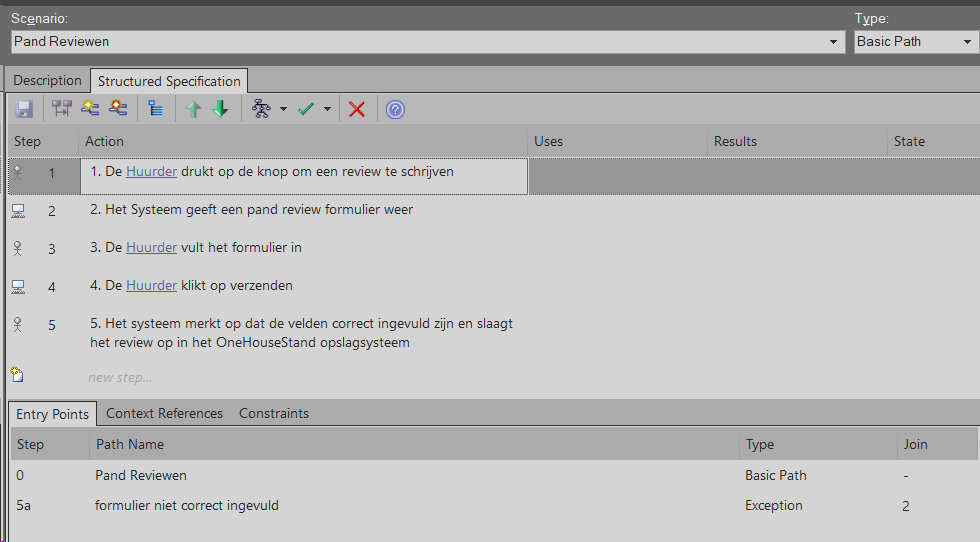 Scenario:
Type:
Pand Reviewen
Basic Path
Description
Structured Specification
Step
Action
Uses
Results
State
1
1. De Huurder drukt op de knop om een review te schrijven
2
2. Het Systeem geeft een pand review formulier weer
3
3. De Huurder vult het formulier in
4
4. De Huurder klikt op verzenden
5
5. Het systeem merkt op dat de velden correct ingevuld zijn en slaagt
het review op in het OneHouseStand opslagsysteem
new step...
Entry Points
Context References
Constraints
Step
Path Name
Type
Join
0
Pand Reviewen
Basic Path
-
5a
formulier niet correct ingevuld
Exception
2